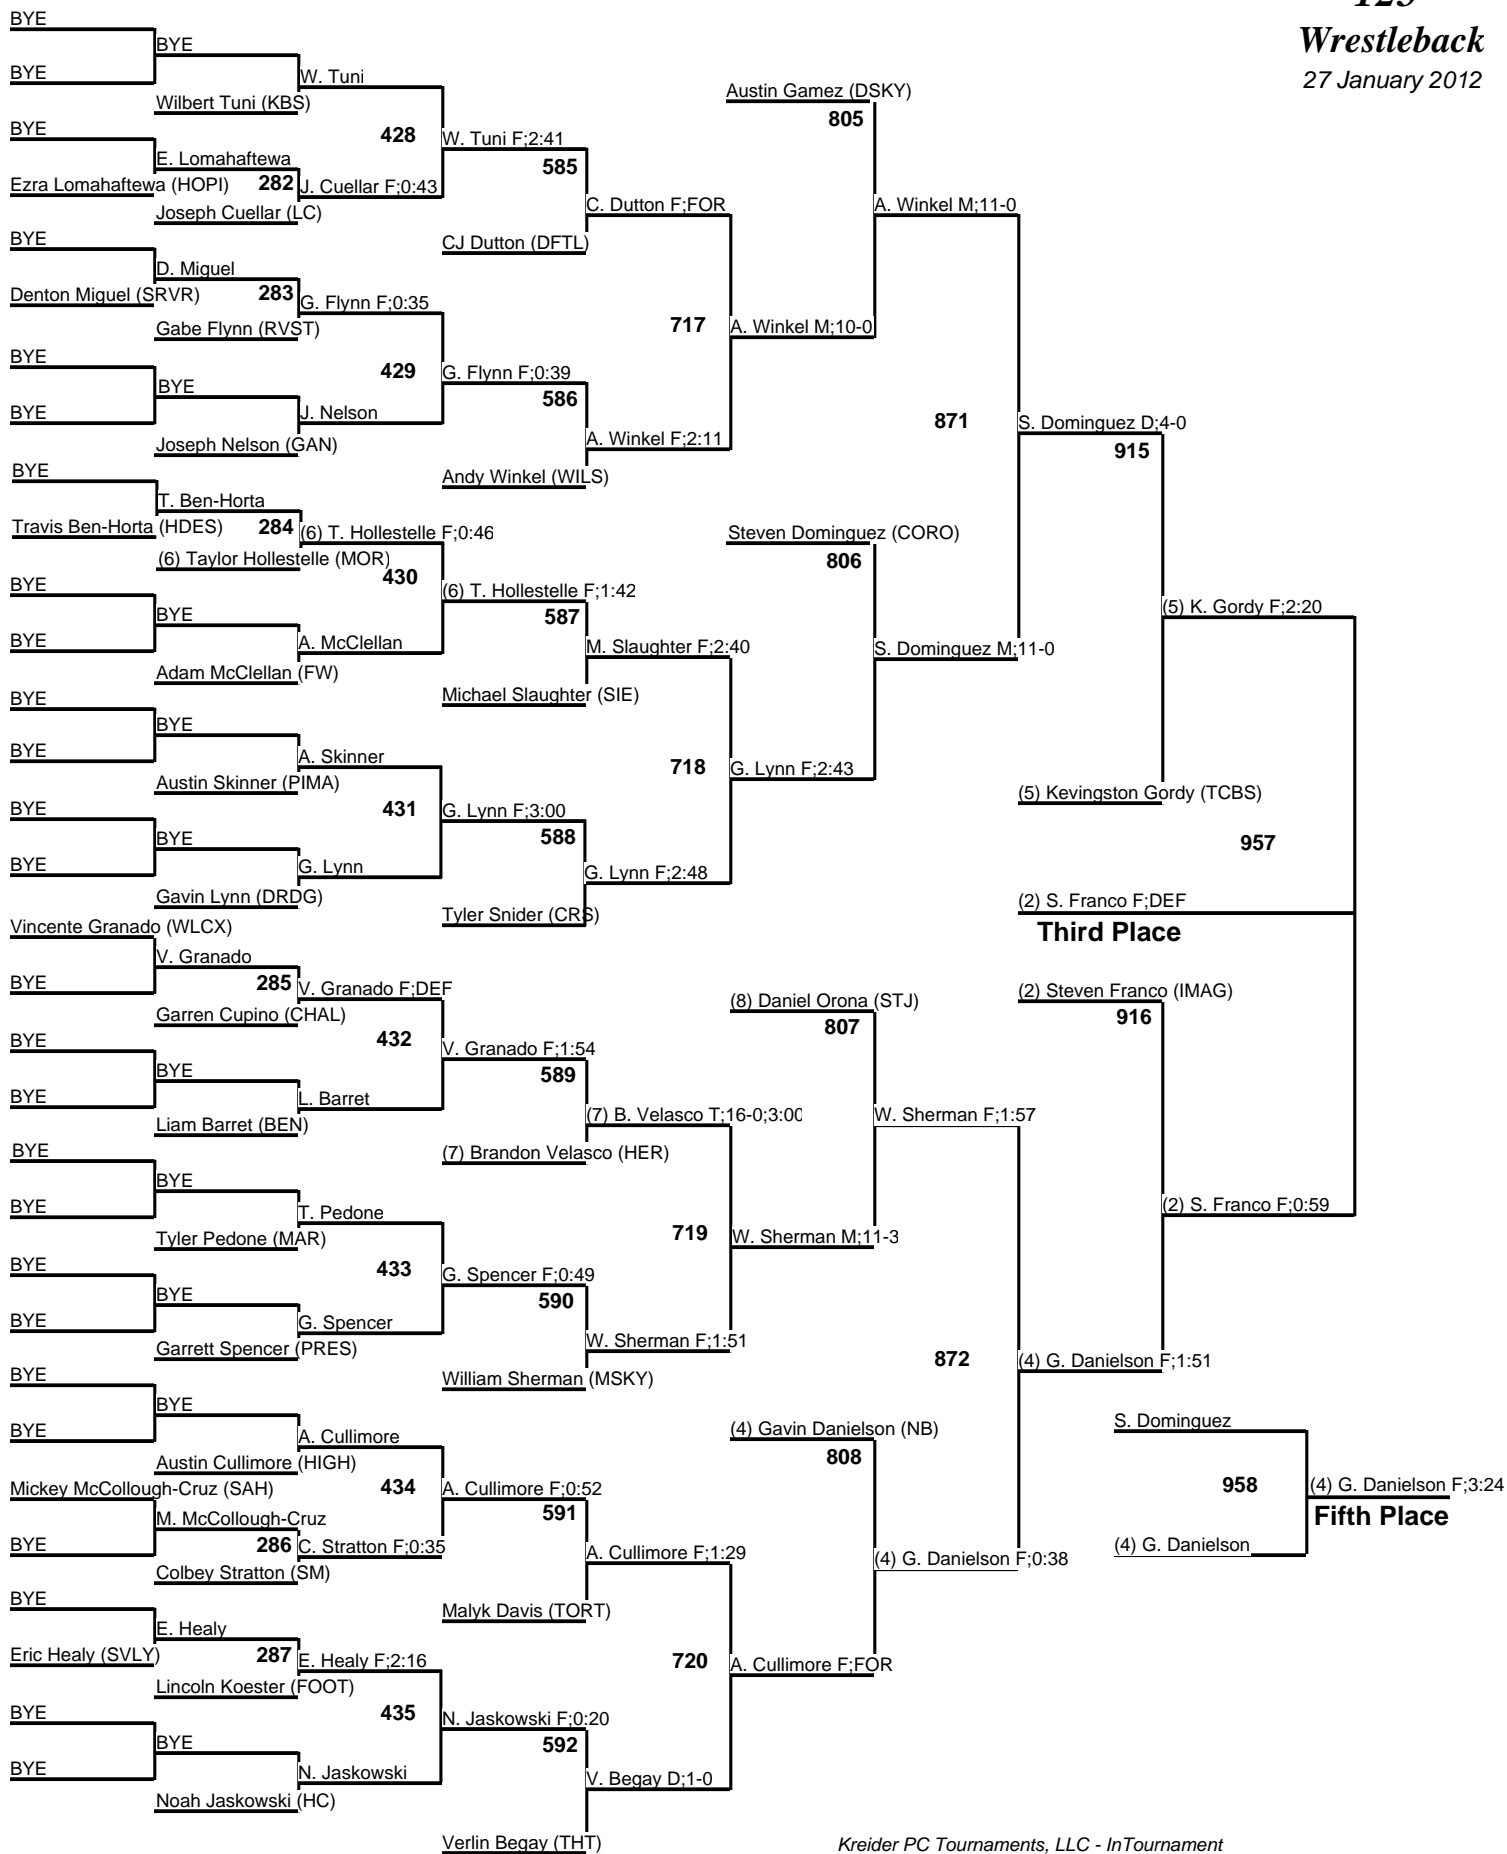 Wrestleback
27 January 2012
BYE
BYE
BYE
W. Tuni
Wilbert Tuni (KBS)
428
BYE
E. Lomahaftewa
Ezra Lomahaftewa (HOPI)
282
J. Cuellar F;0:43
Joseph Cuellar (LC)
W. Tuni F;2:41
585
C. Dutton F;FOR
CJ Dutton (DFTL)
BYE
D. Miguel
Denton Miguel (SRVR)
283
G. Flynn F;0:35
Gabe Flynn (RVST)
429
BYE
BYE
BYE
J. Nelson
Joseph Nelson (GAN)
G. Flynn F;0:39
586
A. Winkel F;2:11
Andy Winkel (WILS)
717
A. Winkel M;10-0
Austin Gamez (DSKY)
805
A. Winkel M;11-0
BYE
T. Ben-Horta
Travis Ben-Horta (HDES)
284
(6) T. Hollestelle F;0:46
(6) Taylor Hollestelle (MOR)
430
BYE
BYE
BYE
A. McClellan
Adam McClellan (FW)
(6) T. Hollestelle F;1:42
587
M. Slaughter F;2:40
Michael Slaughter (SIE)
BYE
BYE
BYE
A. Skinner
Austin Skinner (PIMA)
431
BYE
BYE
BYE
G. Lynn
Gavin Lynn (DRDG)
G. Lynn F;3:00
588
G. Lynn F;2:48
Tyler Snider (CRS)
718
G. Lynn F;2:43
Steven Dominguez (CORO)
806
S. Dominguez M;11-0
871
S. Dominguez D;4-0
915
(5) K. Gordy F;2:20
(5) Kevingston Gordy (TCBS)
957
(2) S. Franco F;DEF
Third Place
Vincente Granado (WLCX)
V. Granado
BYE
285
V. Granado F;DEF
Garren Cupino (CHAL)
432
BYE
BYE
BYE
L. Barret
Liam Barret (BEN)
V. Granado F;1:54
589
(7) B. Velasco T;16-0;3:00
(7) Brandon Velasco (HER)
BYE
BYE
BYE
T. Pedone
Tyler Pedone (MAR)
433
BYE
BYE
BYE
G. Spencer
Garrett Spencer (PRES)
G. Spencer F;0:49
590
W. Sherman F;1:51
William Sherman (MSKY)
719
W. Sherman M;11-3
(8) Daniel Orona (STJ)
807
W. Sherman F;1:57
BYE
BYE
BYE
A. Cullimore
Austin Cullimore (HIGH)
434
Mickey McCollough-Cruz (SAH)
M. McCollough-Cruz
BYE
286
C. Stratton F;0:35
Colbey Stratton (SM)
A. Cullimore F;0:52
591
A. Cullimore F;1:29
Malyk Davis (TORT)
BYE
E. Healy
Eric Healy (SVLY)
287
E. Healy F;2:16
Lincoln Koester (FOOT)
435
BYE
BYE
BYE
N. Jaskowski
Noah Jaskowski (HC)
N. Jaskowski F;0:20
592
V. Begay D;1-0
Verlin Begay (THT)
720
A. Cullimore F;FOR
(4) Gavin Danielson (NB)
808
(4) G. Danielson F;0:38
872
(4) G. Danielson F;1:51
(2) Steven Franco (IMAG)
916
(2) S. Franco F;0:59
S. Dominguez
958
(4) G. Danielson F;3:24
Fifth Place
(4) G. Danielson
Kreider PC Tournaments, LLC - InTournament